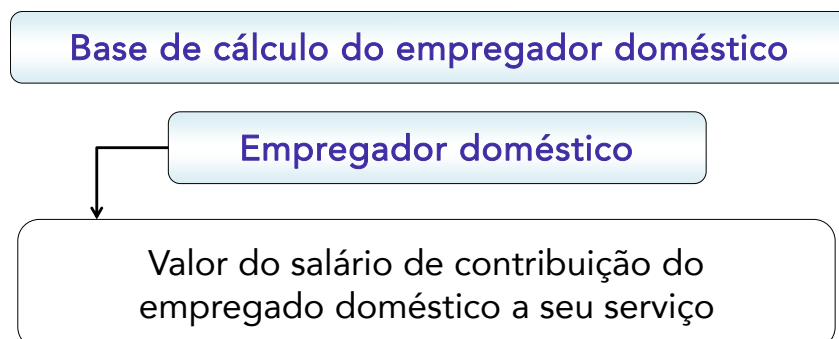 Base de cálculo do empregador doméstico
Empregador doméstico
Valor do salário de contribuição do
empregado doméstico a seu serviço